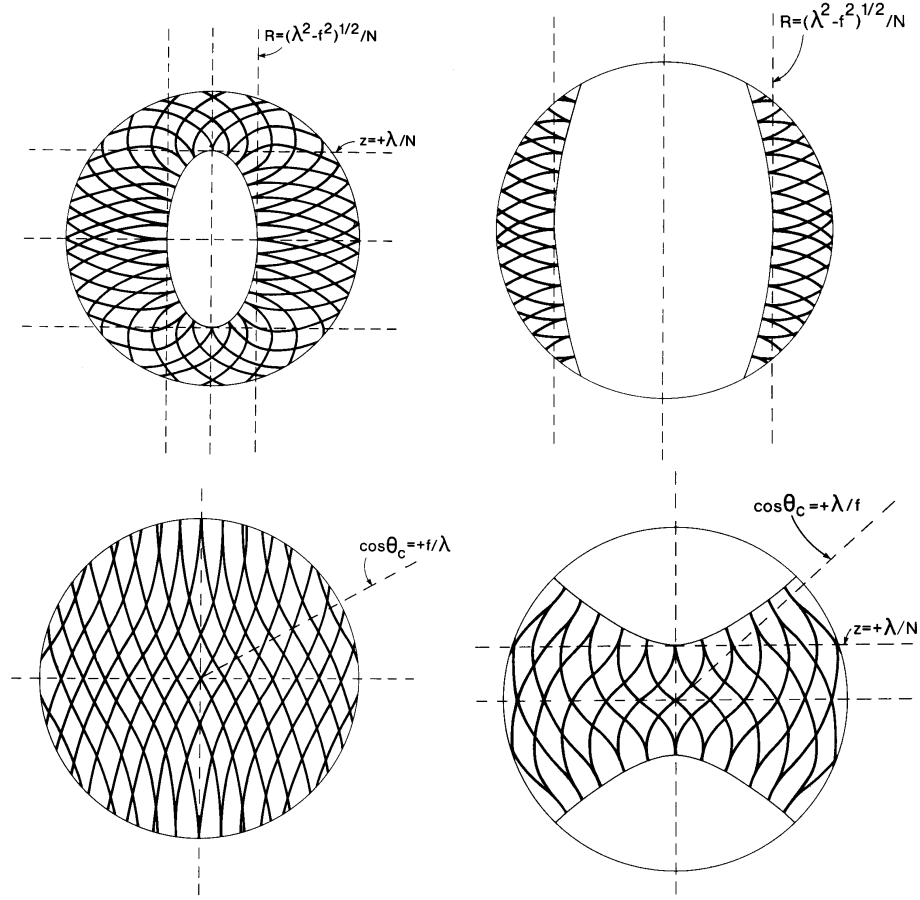 R=(λ²-f²)^1/2/N
z=+λ/N
R=(λ²-f²)^1/2/N
cosθc=+f/λ
cosθc=+λ/f
z=+λ/N